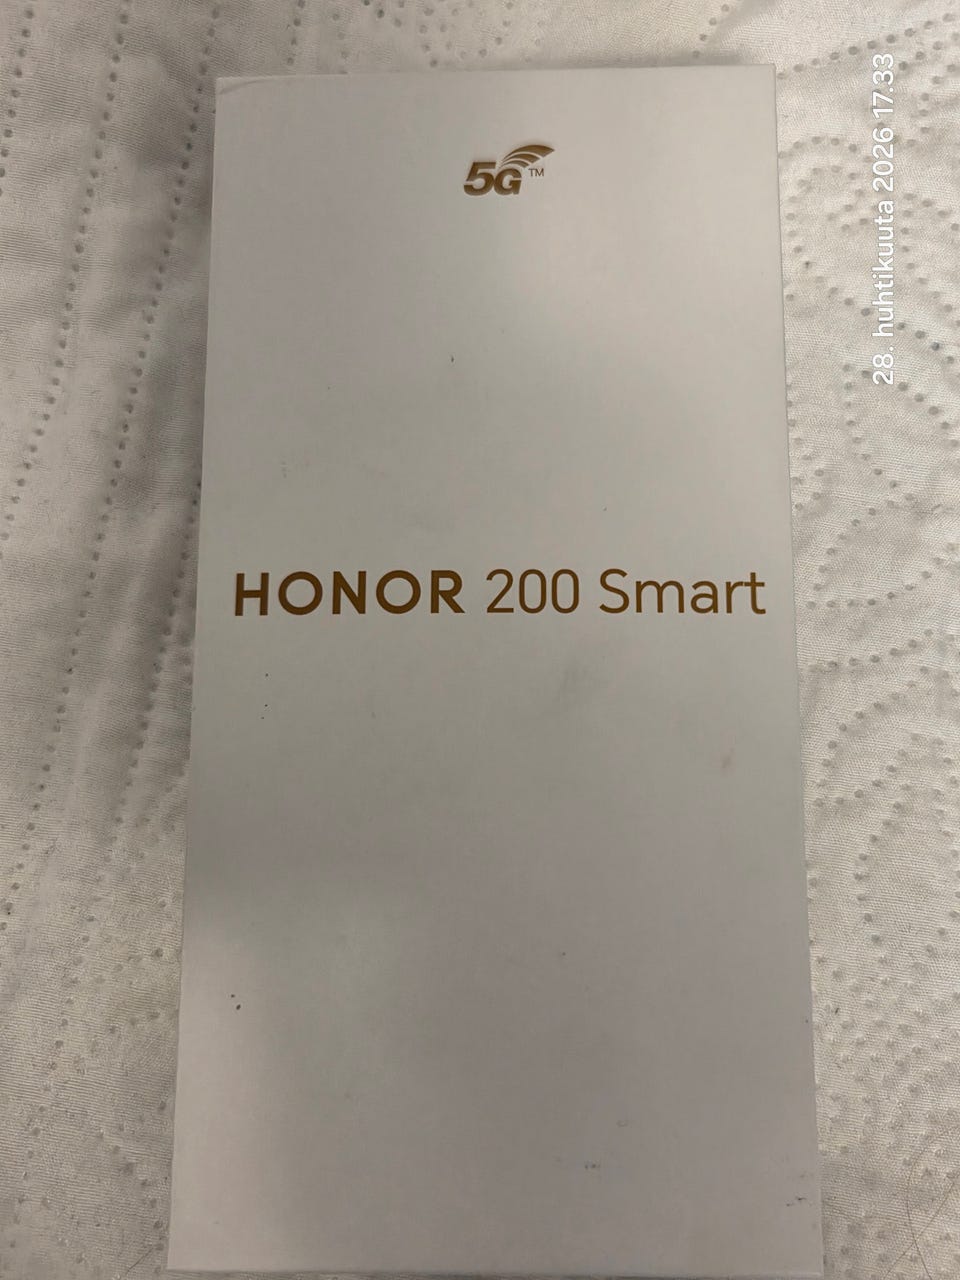 5G™
HONOR 200 Smart
28. huhtikuuta 2026 17.33